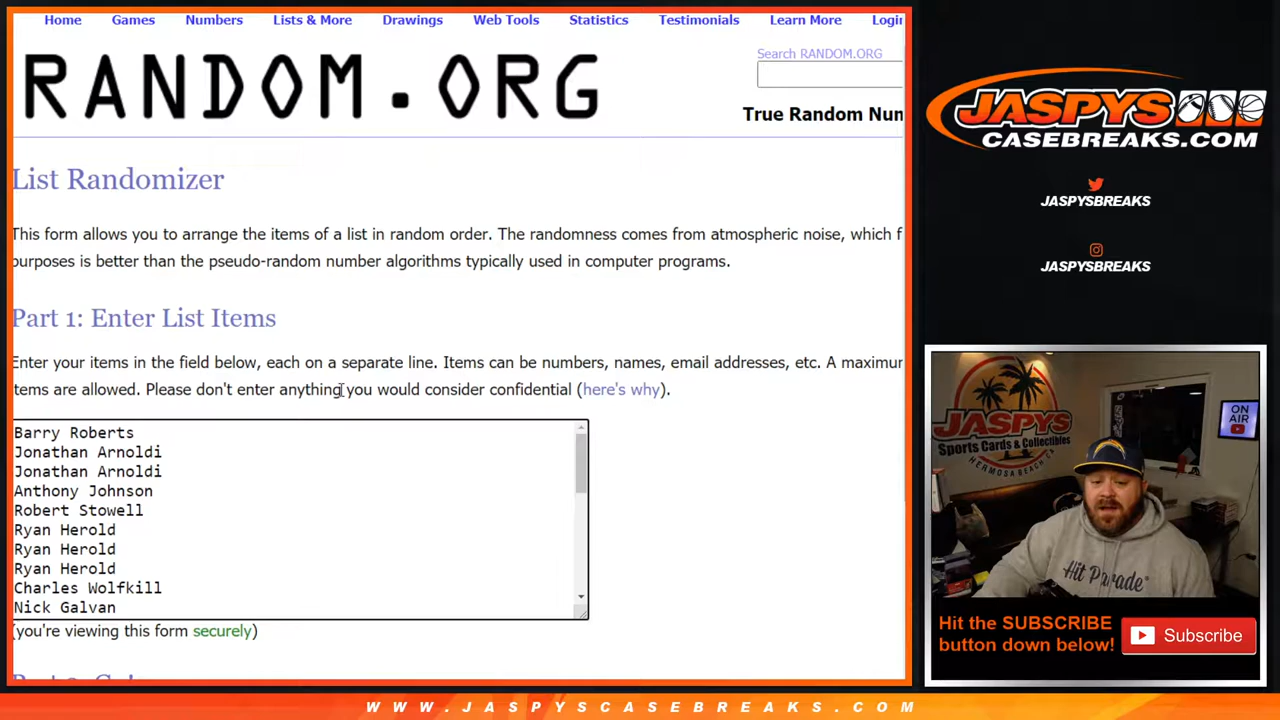 Home Games Numbers Lists & More Drawings Web Tools Statistics Testimonials Learn More Login
RANDOM.ORG
Search RANDOM.ORG
True Random Num
List Randomizer
This form allows you to arrange the items of a list in random order. The randomness comes from atmospheric noise, which f
purposes is better than the pseudo-random number algorithms typically used in computer programs.
Part 1: Enter List Items
Enter your items in the field below, each on a separate line. Items can be numbers, names, email addresses, etc. A maximum
items are allowed. Please don't enter anything you would consider confidential (here's why).
Barry Roberts
Jonathan Arnoldi
Jonathan Arnoldi
Anthony Johnson
Robert Stowell
Ryan Herold
Ryan Herold
Ryan Herold
Charles Wolfkill
Nick Galvan
(you're viewing this form securely)
JASPYS
CASEBREAKS.COM
JASPYSBREAKS
JASPYSBREAKS
JASPYS
Sports Cards & Collectibles
HERMOSA BEACH, CA
ON
AIR
Hit Parade
Hit the SUBSCRIBE
button down below!
Subscribe
WWW.JASPYSCASEBREAKS.COM